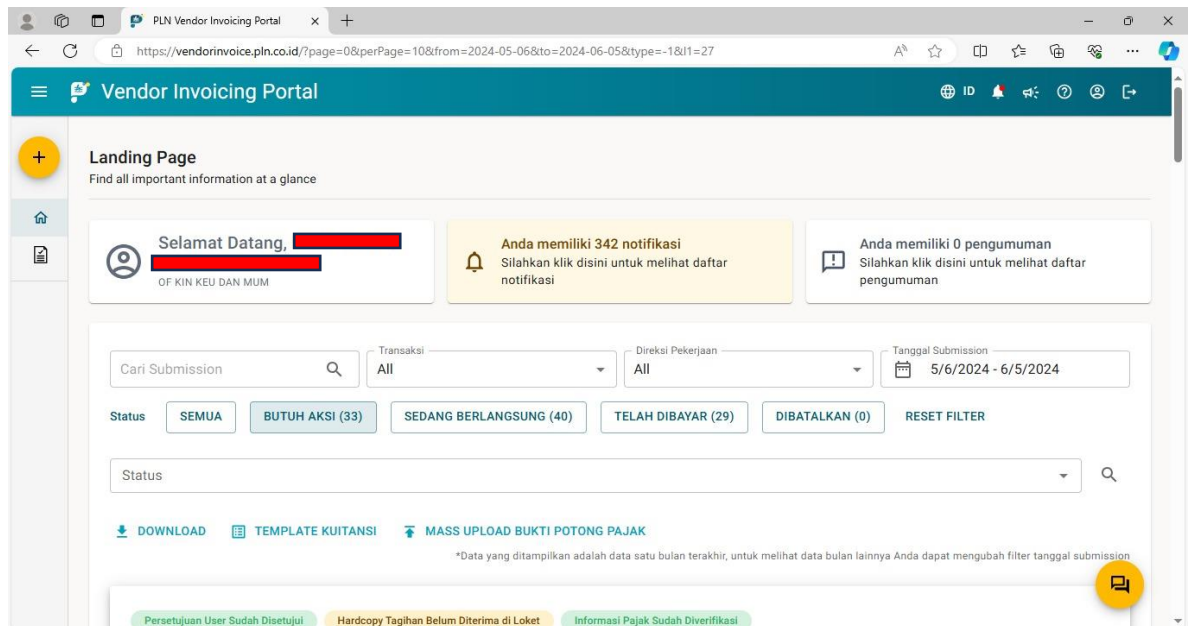 PLN Vendor Invoicing Portal
https://vendorinvoice.pln.co.id/?page=0&perPage=10&from=2024-05-06&to=2024-06-05&type=-1&l1=27
Vendor Invoicing Portal
ID
Landing Page
Find all important information at a glance
Selamat Datang,
OF KIN KEU DAN MUM
Anda memiliki 342 notifikasi
Silahkan klik disini untuk melihat daftar
notifikasi
Anda memiliki 0 pengumuman
Silahkan klik disini untuk melihat daftar
pengumuman
Cari Submission
Transaksi
All
Direksi Pekerjaan
All
Tanggal Submission
5/6/2024 - 6/5/2024
Status SEMUA BUTUH AKSI (33) SEDANG BERLANGSUNG (40) TELAH DIBAYAR (29) DIBATALKAN (0) RESET FILTER
Status
DOWNLOAD TEMPLATE KUITANSI MASS UPLOAD BUKTI POTONG PAJAK
*Data yang ditampilkan adalah data satu bulan terakhir, untuk melihat data bulan lainnya Anda dapat mengubah filter tanggal submission
Persetujuan User Sudah Disetujui Hardcopy Tagihan Belum Diterima di Loket Informasi Pajak Sudah Diverifikasi